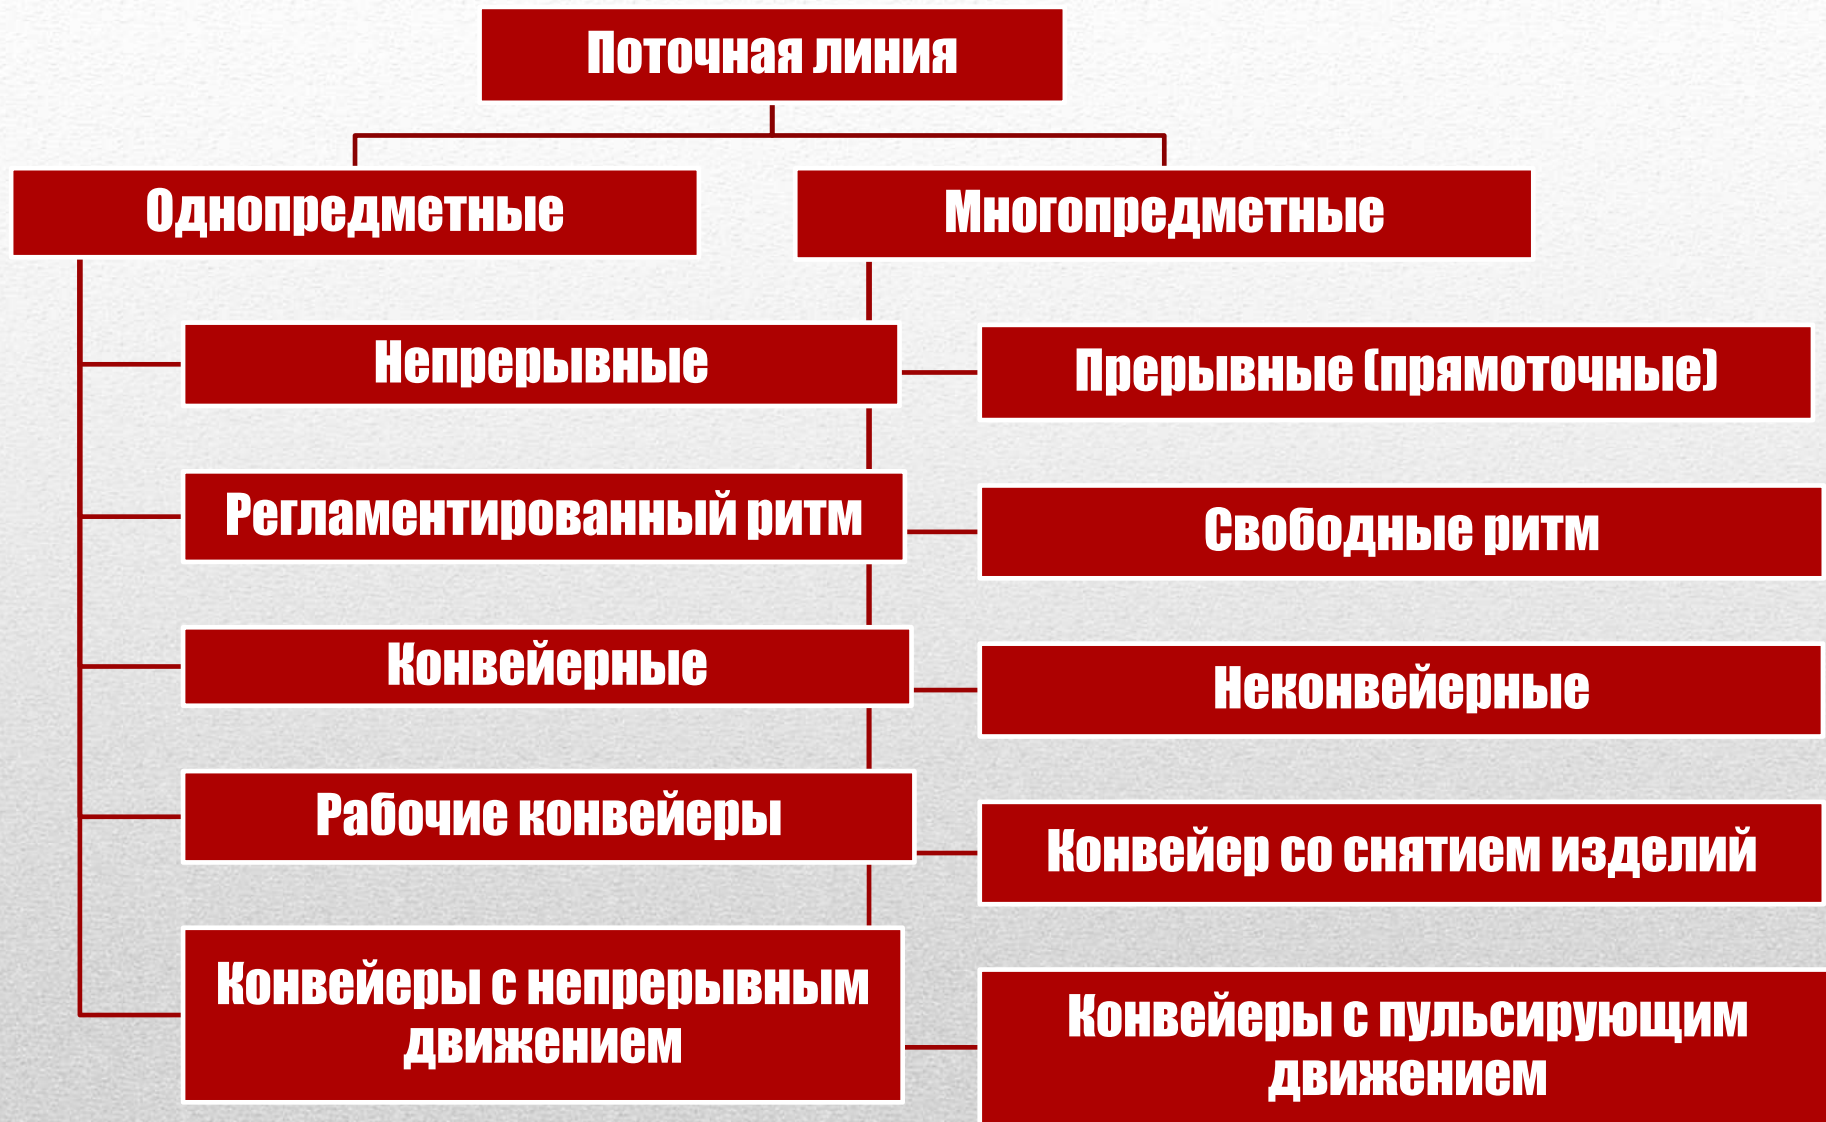 Поточная линия
Однопредметные
Многопредметные
Непрерывные
Прерывные (прямоточные)
Регламентированный ритм
Свободные ритм
Конвейерные
Неконвейерные
Рабочие конвейеры
Конвейер со снятием изделий
Конвейеры с непрерывным
движением
Конвейеры с пульсирующим
движением